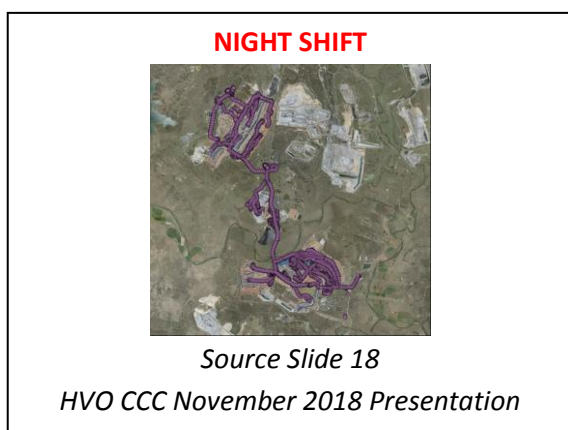 NIGHT SHIFT
Source Slide 18
HVO CCC November 2018 Presentation